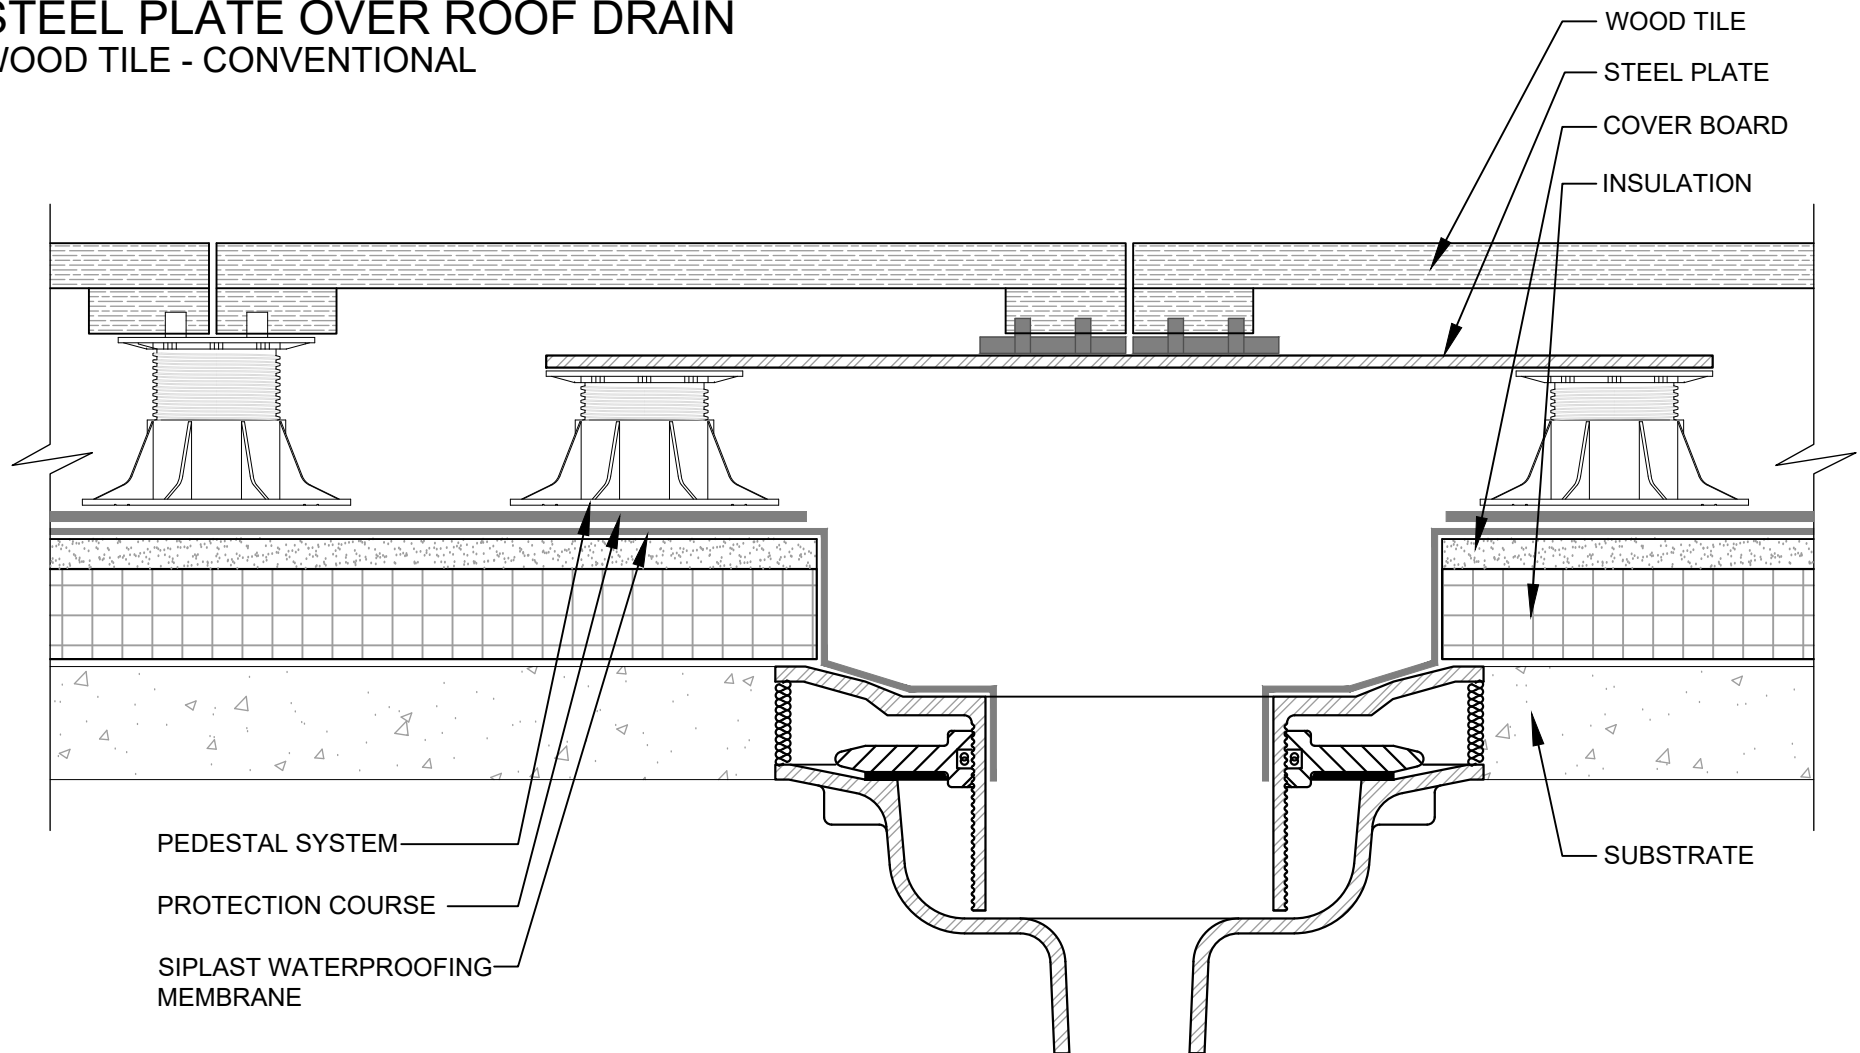 STEEL PLATE OVER ROOF DRAIN
WOOD TILE - CONVENTIONAL
WOOD TILE
STEEL PLATE
COVER BOARD
INSULATION
PEDESTAL SYSTEM
PROTECTION COURSE
SIPLAST WATERPROOFING
MEMBRANE
SUBSTRATE